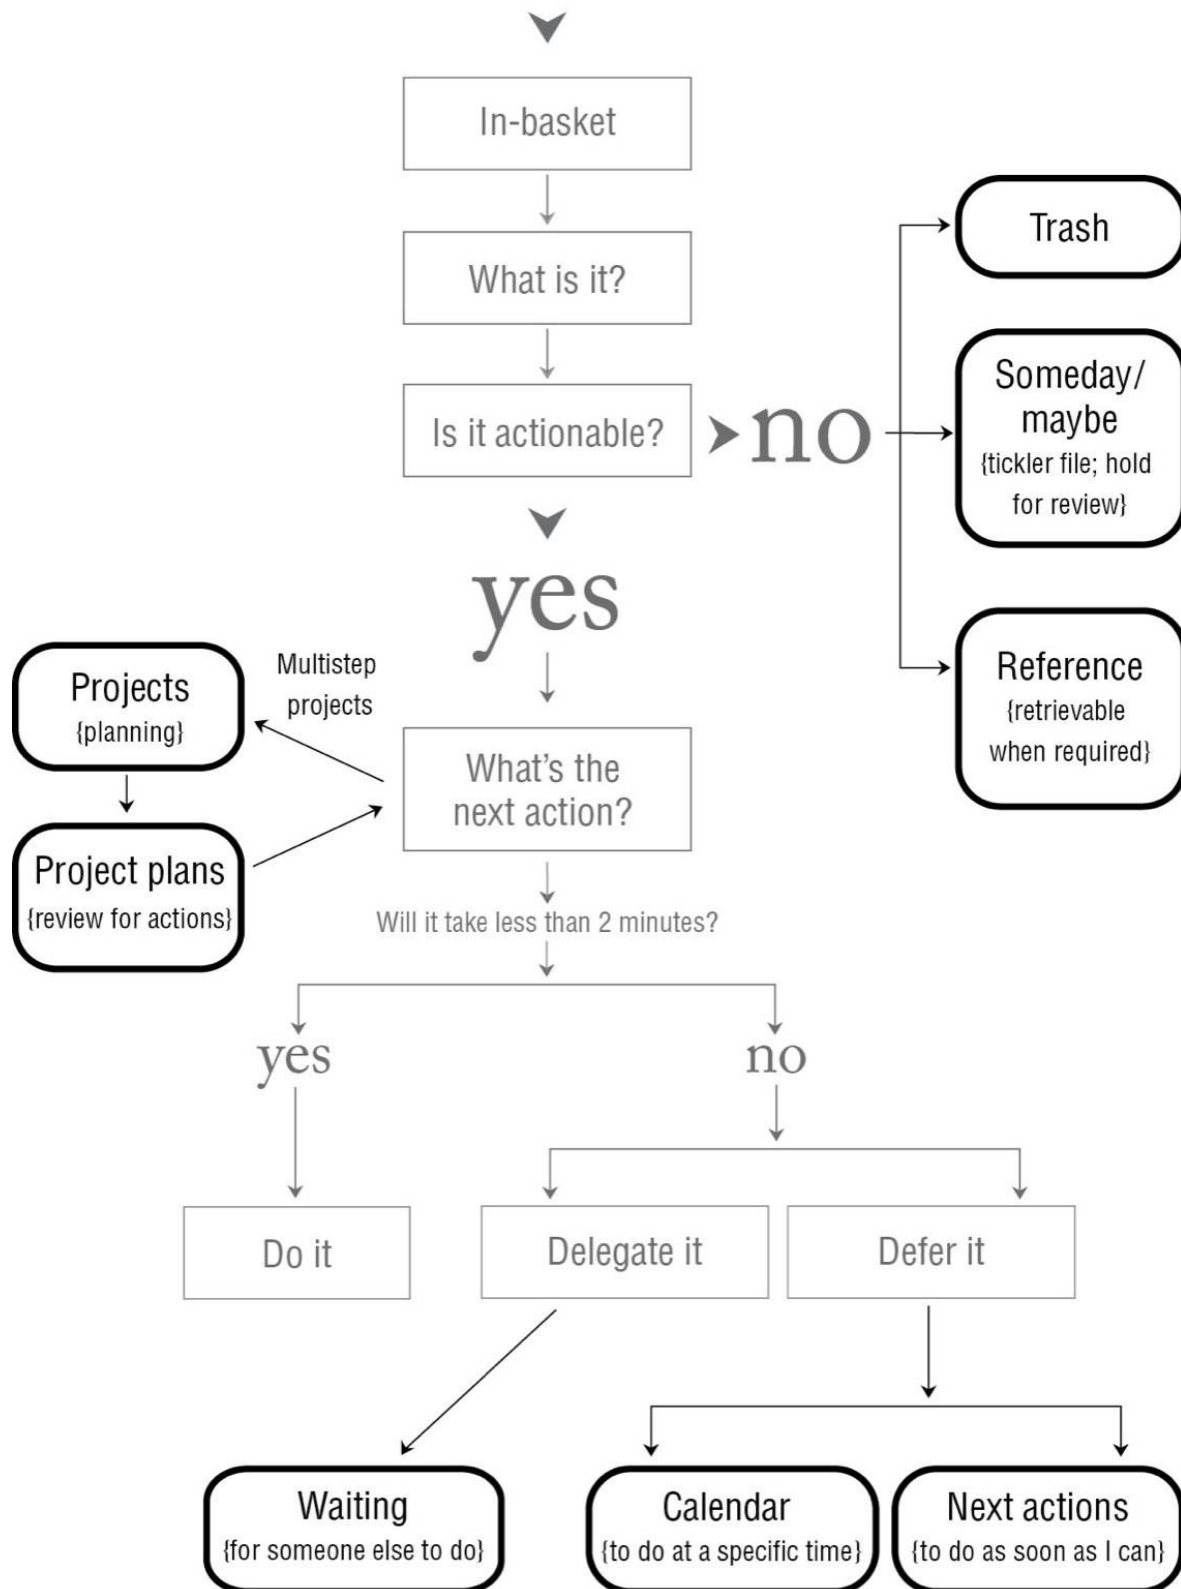 In-basket
What is it?
Is it actionable?
no
Trash
Someday/
maybe
{tickler file; hold
for review}
Reference
{retrievable
when required}
yes
Multistep
projects
Projects
{planning}
Project plans
{review for actions}
What's the
next action?
Will it take less than 2 minutes?
yes
no
Do it
Delegate it
Defer it
Waiting
{for someone else to do}
Calendar
{to do at a specific time}
Next actions
{to do as soon as I can}